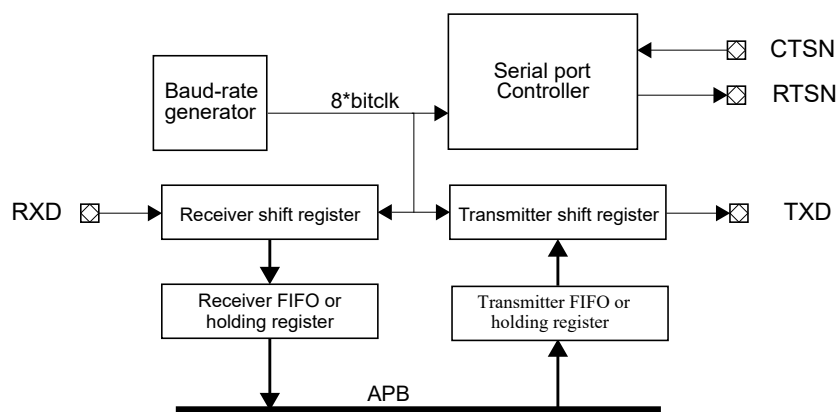 CTSN
Serial port
Controller
RTSN
Baud-rate
generator
8*bitclk
RXD
Receiver shift register
Transmitter shift register
TXD
Receiver FIFO or
holding register
Transmitter FIFO or
holding register
APB